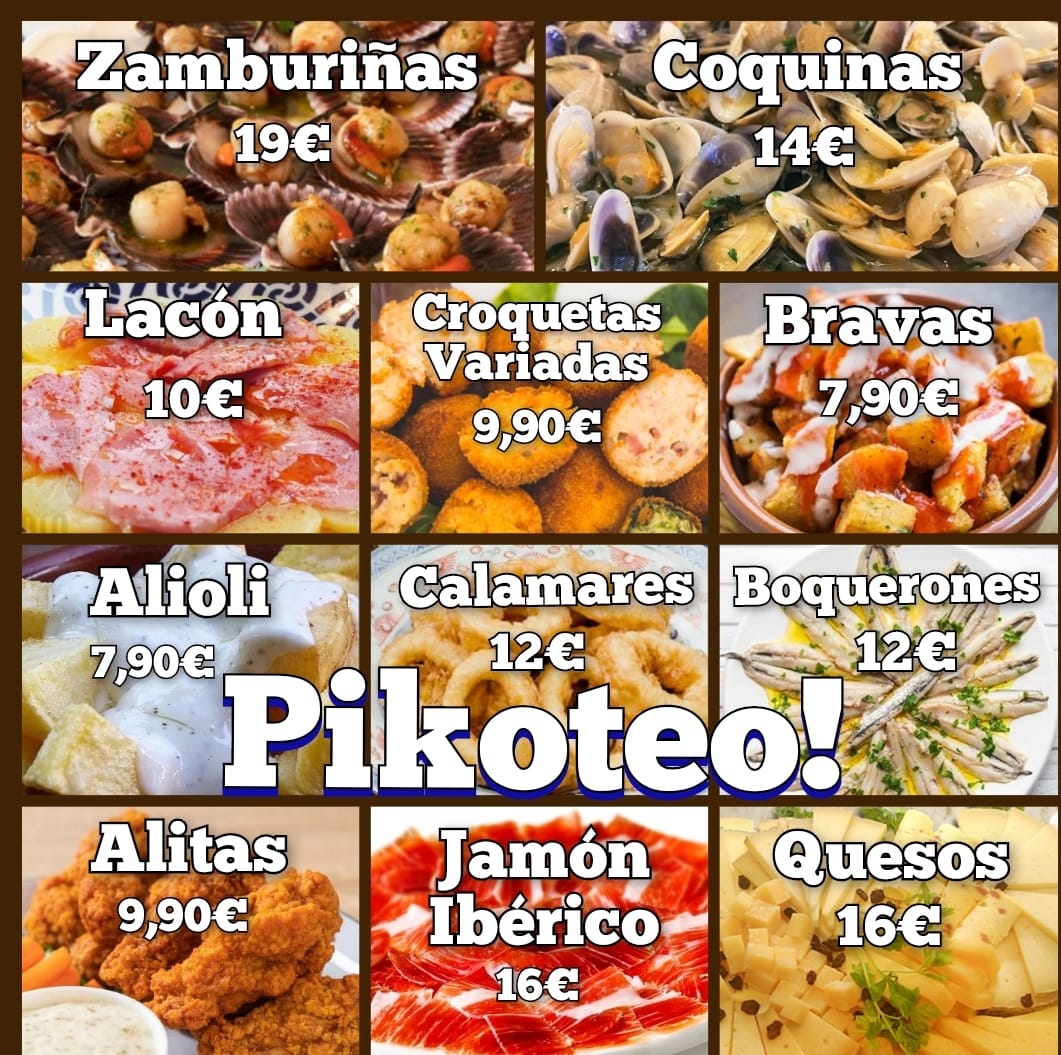 Zamburiñas
19€
Coquinas
14€
Lacón
10€
Croquetas
Variadas
9,90€
Bravas
7,90€
Alioli
7,90€
Calamares
12€
Boquerones
12€
Pikoteo!
Alitas
9,90€
Jamón
Ibérico
16€
Quesos
16€